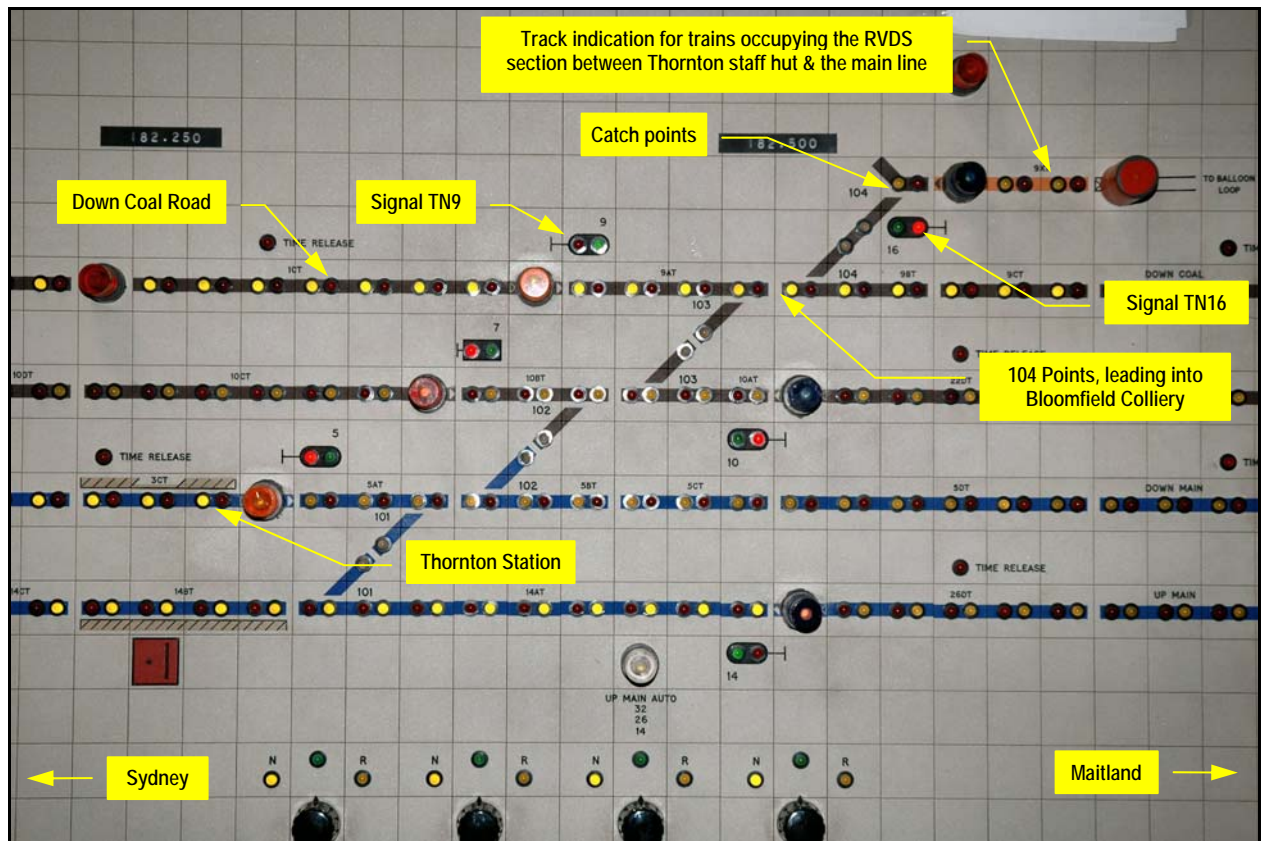 Track indication for trains occupying the RVDS
section between Thornton staff hut & the main line
182.250
Catch points
182.500
Down Coal Road
Signal TN9
9
104
TO BALLOON
LOOP
TIME RELEASE
16
1CT
9AT
104
9BT
9CT
DOWN COAL
103
Signal TN16
7
TIME RELEASE
104 Points, leading into
Bloomfield Colliery
10DT
10CT
10BT
103
10AT
22DT
102
5
10
TIME RELEASE
3CT
5AT
102
5BT
5CT
5DT
DOWN MAIN
101
Thornton Station
TIME RELEASE
14CT
14BT
101
14AT
26DT
UP MAIN
14
UP MAIN AUTO
32
26
14
Sydney
N
R
N
R
N
R
N
R
Maitland